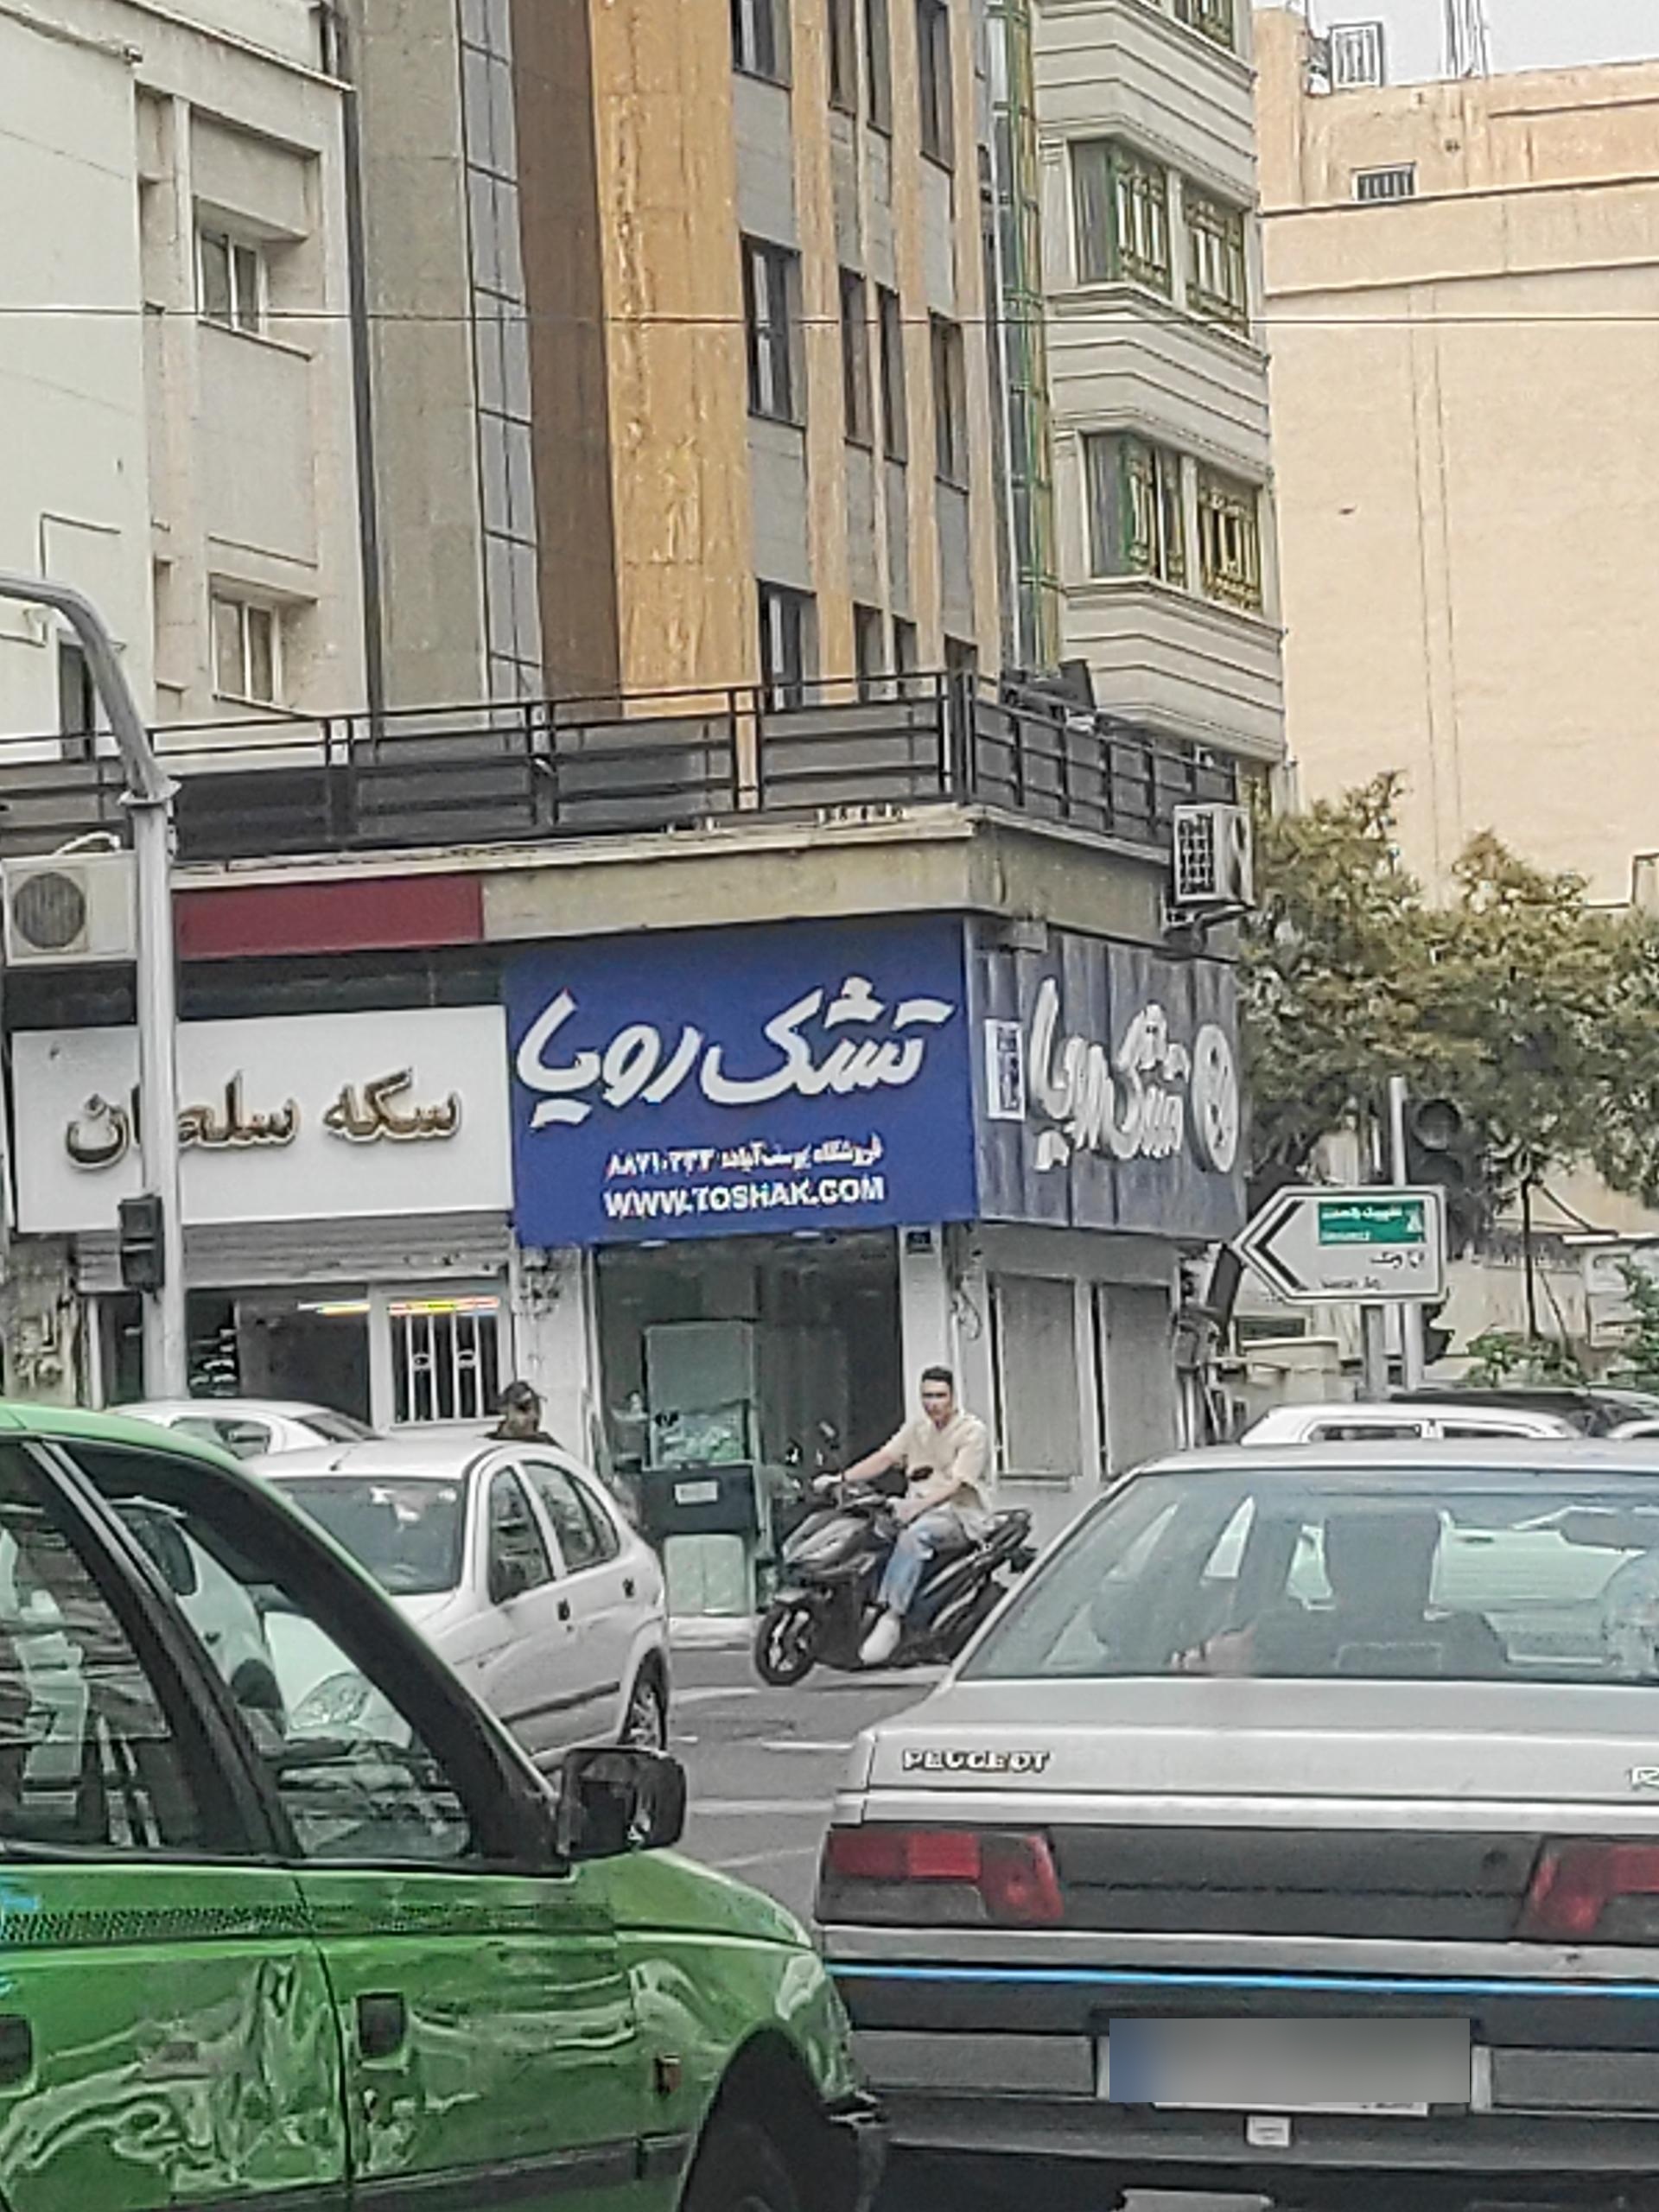 سکه سلطان
تشک رویا
فروشگاه یوسف‌آباد: ۸۸۷۱۰۲۳۳
WWW.TOSHAK.COM
تشک رویا
PEUGEOT